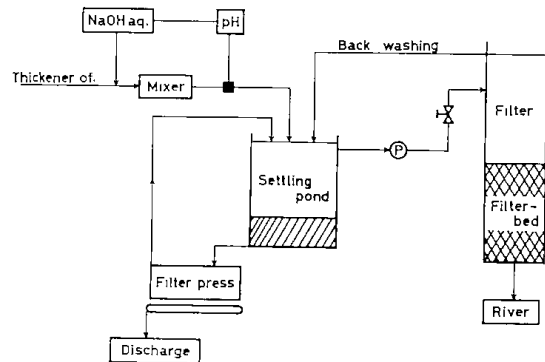 NaOH aq.
pH
Back washing
Thickener of.
Mixer
P
Filter
Settling
pond
Filter-
bed
Filter press
River
Discharge